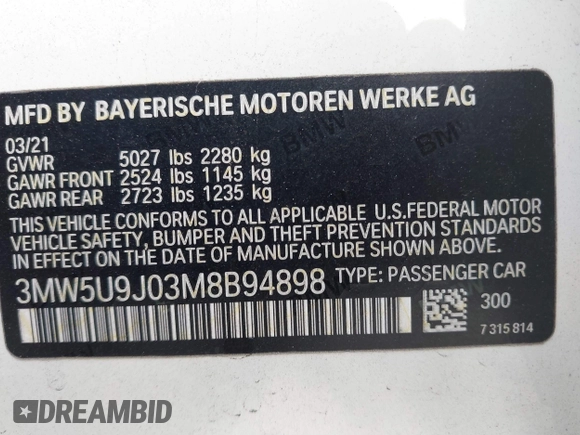 MFD BY BAYERISCHE MOTOREN WERKE AG
03/21
GVWR 5027 lbs 2280 kg
GAWR FRONT 2524 lbs 1145 kg
GAWR REAR 2723 lbs 1235 kg
THIS VEHICLE CONFORMS TO ALL APPLICABLE U.S.FEDERAL MOTOR
VEHICLE SAFETY, BUMPER AND THEFT PREVENTION STANDARDS
IN EFFECT ON THE DATE OF MANUFACTURE SHOWN ABOVE.
3MW5U9J03M8B94898 TYPE: PASSENGER CAR
300
7 315 814
DREAMBID
DREAMBID.COM